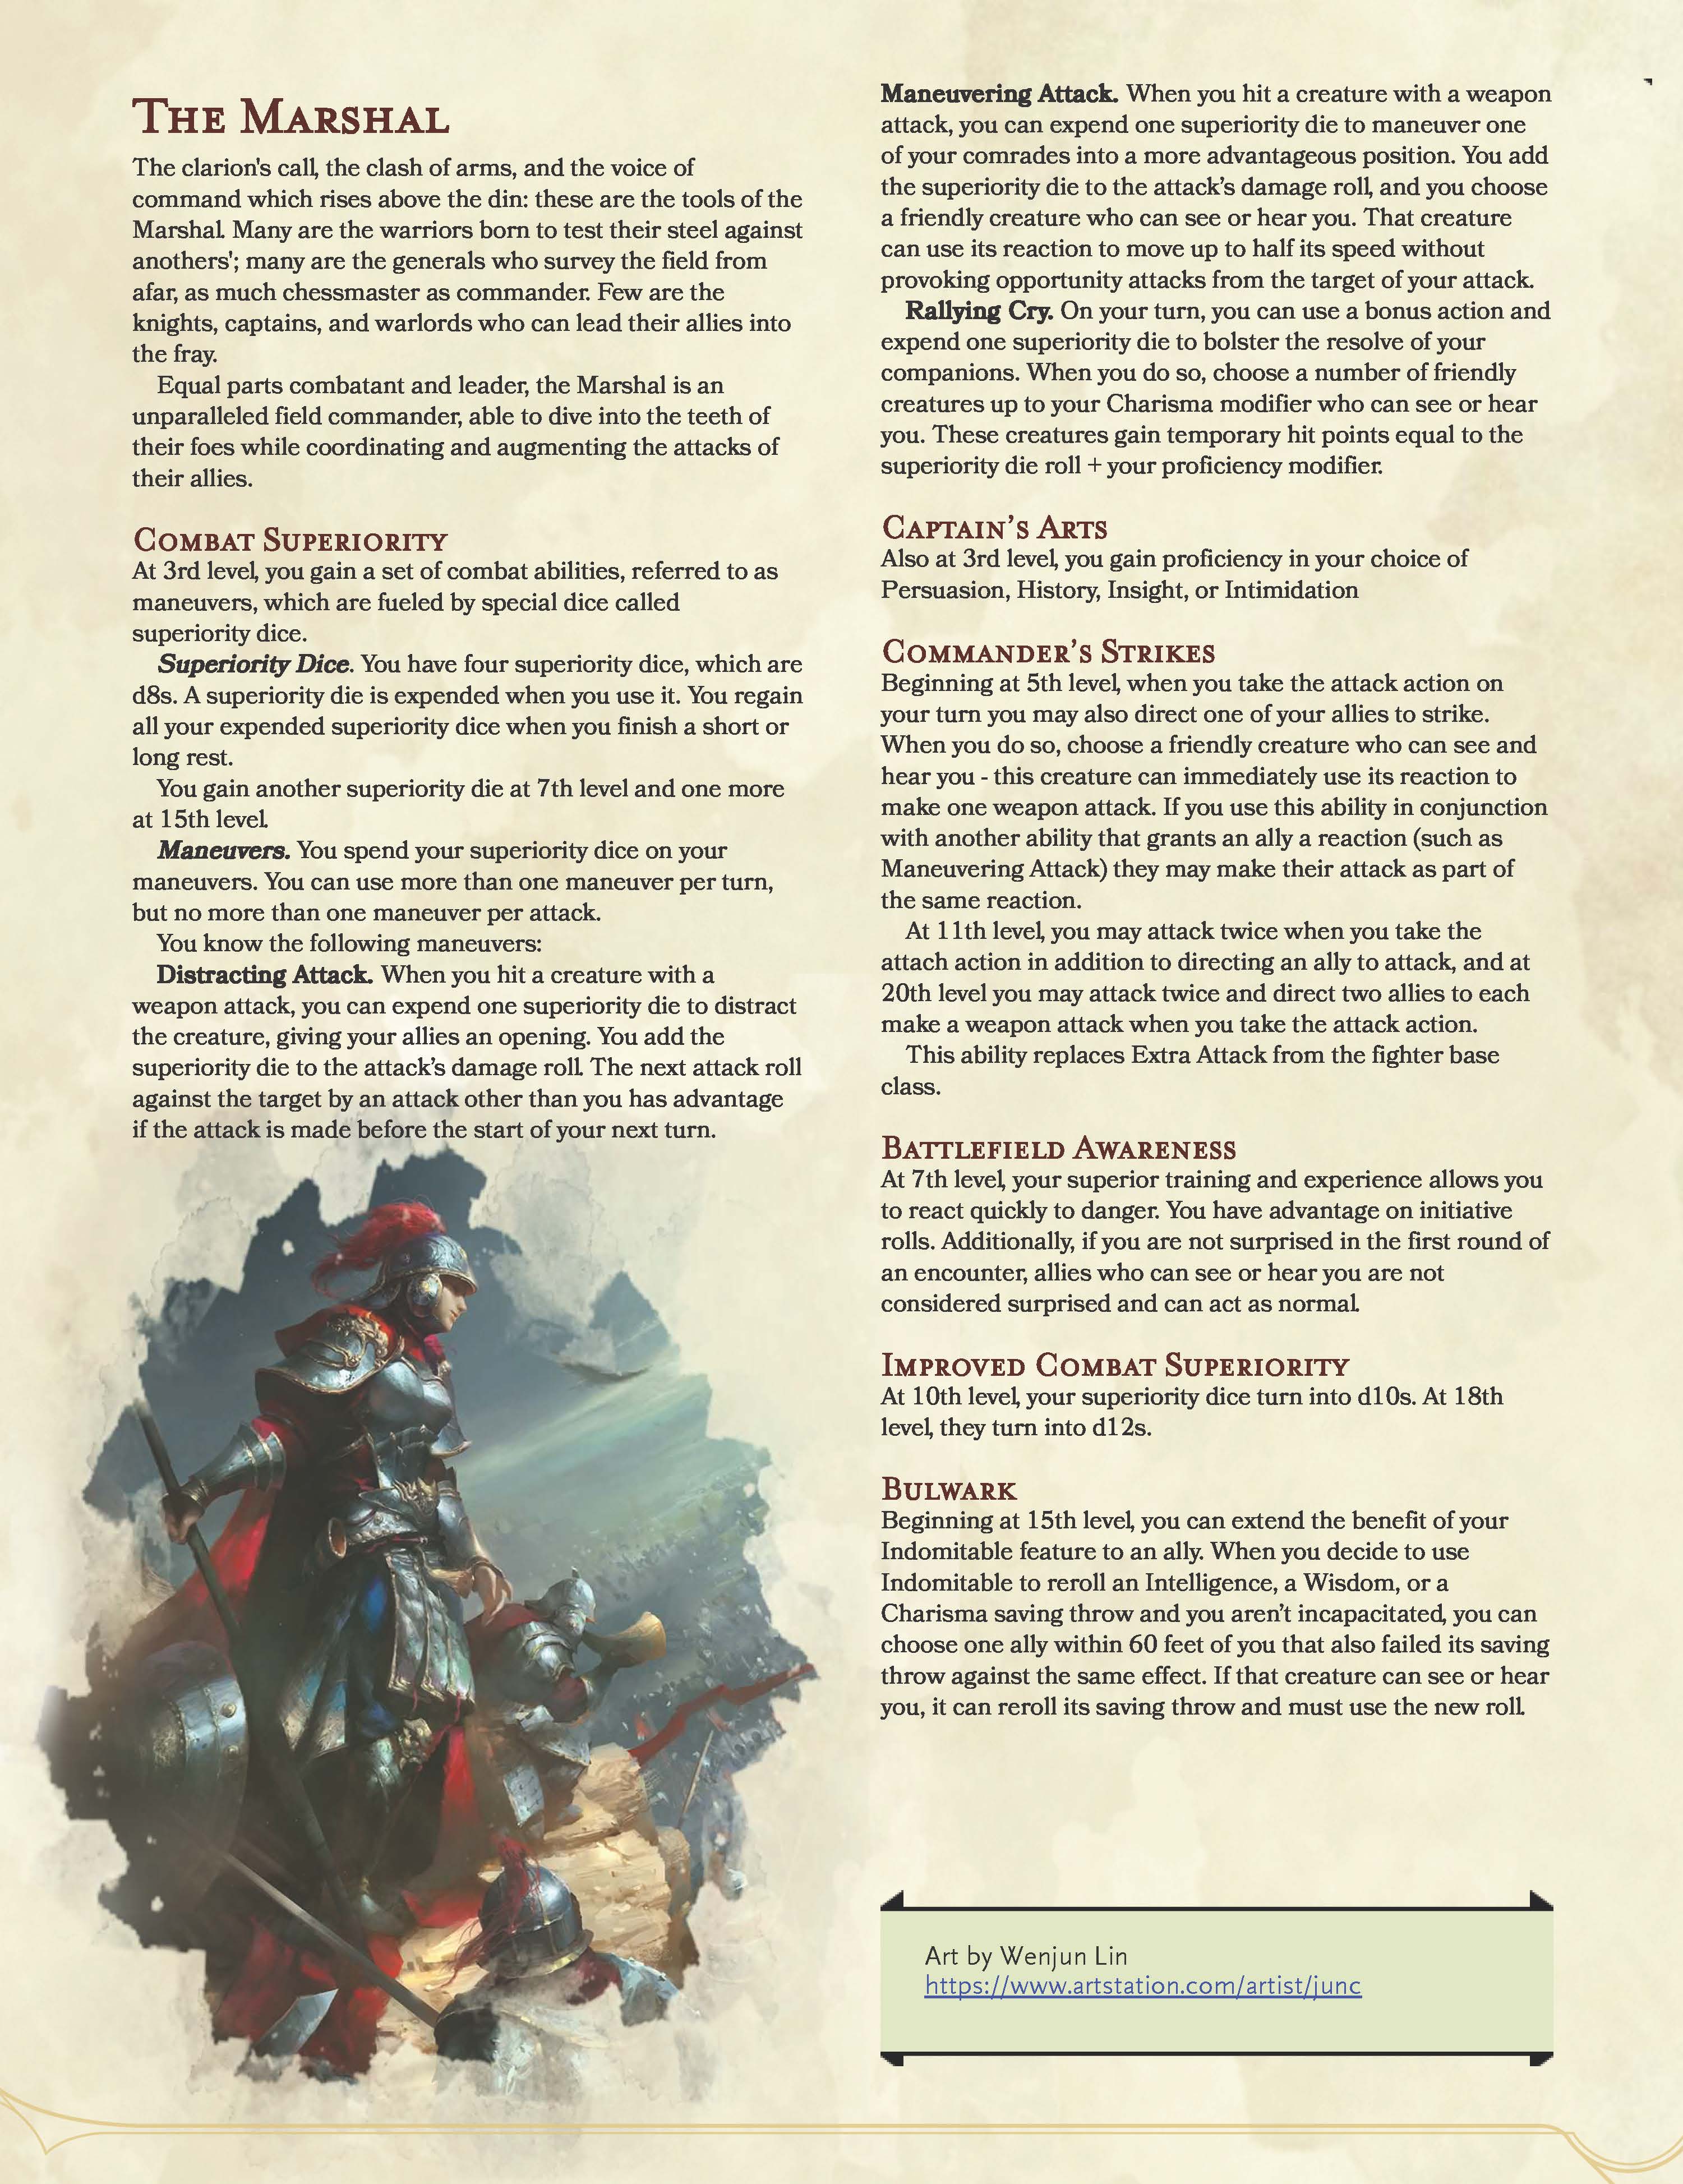 The Marshal
The clarion's call, the clash of arms, and the voice of
command which rises above the din: these are the tools of the
Marshal. Many are the warriors born to test their steel against
anothers'; many are the generals who survey the field from
afar, as much chessmaster as commander. Few are the
knights, captains, and warlords who can lead their allies into
the fray.
Equal parts combatant and leader, the Marshal is an
unparalleled field commander, able to dive into the teeth of
their foes while coordinating and augmenting the attacks of
their allies.
Combat Superiority
At 3rd level, you gain a set of combat abilities, referred to as
maneuvers, which are fueled by special dice called
superiority dice.
Superiority Dice. You have four superiority dice, which are
d8s. A superiority die is expended when you use it. You regain
all your expended superiority dice when you finish a short or
long rest.
You gain another superiority die at 7th level and one more
at 15th level.
Maneuvers. You spend your superiority dice on your
maneuvers. You can use more than one maneuver per turn,
but no more than one maneuver per attack.
You know the following maneuvers:
Distracting Attack. When you hit a creature with a
weapon attack, you can expend one superiority die to distract
the creature, giving your allies an opening. You add the
superiority die to the attack’s damage roll. The next attack roll
against the target by an attack other than you has advantage
if the attack is made before the start of your next turn.
Maneuvering Attack. When you hit a creature with a weapon
attack, you can expend one superiority die to maneuver one
of your comrades into a more advantageous position. You add
the superiority die to the attack’s damage roll, and you choose
a friendly creature who can see or hear you. That creature
can use its reaction to move up to half its speed without
provoking opportunity attacks from the target of your attack.
Rallying Cry. On your turn, you can use a bonus action and
expend one superiority die to bolster the resolve of your
companions. When you do so, choose a number of friendly
creatures up to your Charisma modifier who can see or hear
you. These creatures gain temporary hit points equal to the
superiority die roll + your proficiency modifier.
Captain’s Arts
Also at 3rd level, you gain proficiency in your choice of
Persuasion, History, Insight, or Intimidation
Commander’s Strikes
Beginning at 5th level, when you take the attack action on
your turn you may also direct one of your allies to strike.
When you do so, choose a friendly creature who can see and
hear you - this creature can immediately use its reaction to
make one weapon attack. If you use this ability in conjunction
with another ability that grants an ally a reaction (such as
Maneuvering Attack) they may make their attack as part of
the same reaction.
At 11th level, you may attack twice when you take the
attach action in addition to directing an ally to attack, and at
20th level you may attack twice and direct two allies to each
make a weapon attack when you take the attack action.
This ability replaces Extra Attack from the fighter base
class.
Battlefield Awareness
At 7th level, your superior training and experience allows you
to react quickly to danger. You have advantage on initiative
rolls. Additionally, if you are not surprised in the first round of
an encounter, allies who can see or hear you are not
considered surprised and can act as normal.
Improved Combat Superiority
At 10th level, your superiority dice turn into d10s. At 18th
level, they turn into d12s.
Bulwark
Beginning at 15th level, you can extend the benefit of your
Indomitable feature to an ally. When you decide to use
Indomitable to reroll an Intelligence, a Wisdom, or a
Charisma saving throw and you aren’t incapacitated, you can
choose one ally within 60 feet of you that also failed its saving
throw against the same effect. If that creature can see or hear
you, it can reroll its saving throw and must use the new roll.
Art by Wenjun Lin
https://www.artstation.com/artist/junc